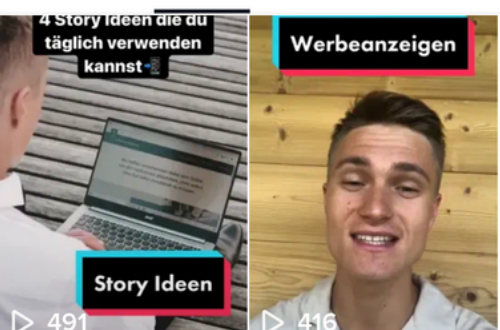 4 Story Ideen die du
täglich verwenden
kannst📲
Story Ideen
491
Werbeanzeigen
416